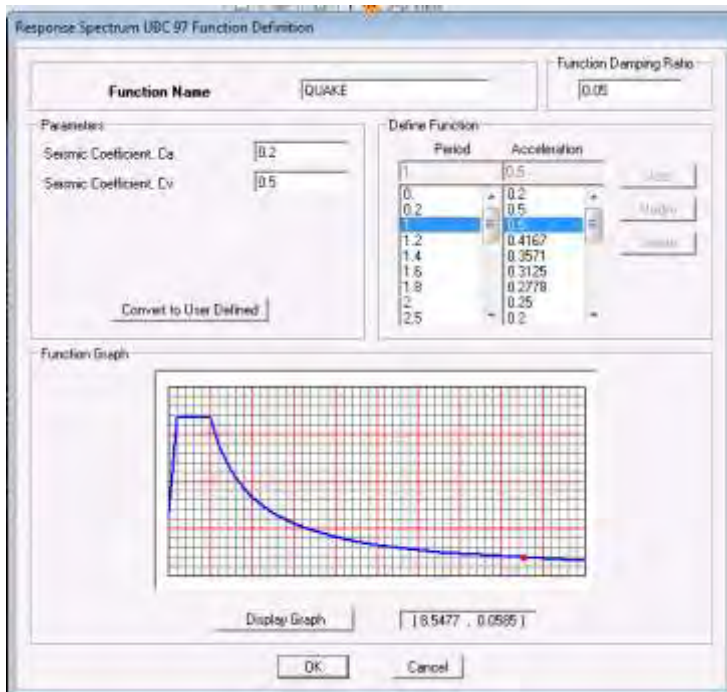 Response Spectrum UBC 97 Function Definition
Function Damping Ratio
Function Name QUAKE 0.05
Parameters
Seismic Coefficient, Ca 0.2
Seismic Coefficient, Cv 0.5
Convert to User Defined
Define Function
Period Acceleration
1 0.5
0. 0.2
0.2 0.5
1. 0.5
1.2 0.4167
1.4 0.3571
1.6 0.3125
1.8 0.2778
2. 0.25
2.5 0.2
Modify
Function Graph
Display Graph (8.5477 , 0.0585)
OK Cancel